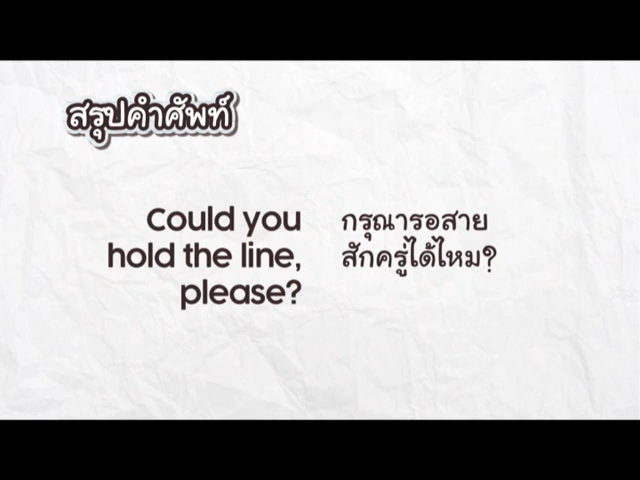 สรุปคำศัพท์
Could you
hold the line,
please?
กรุณารอสาย
สักครู่ได้ไหม?